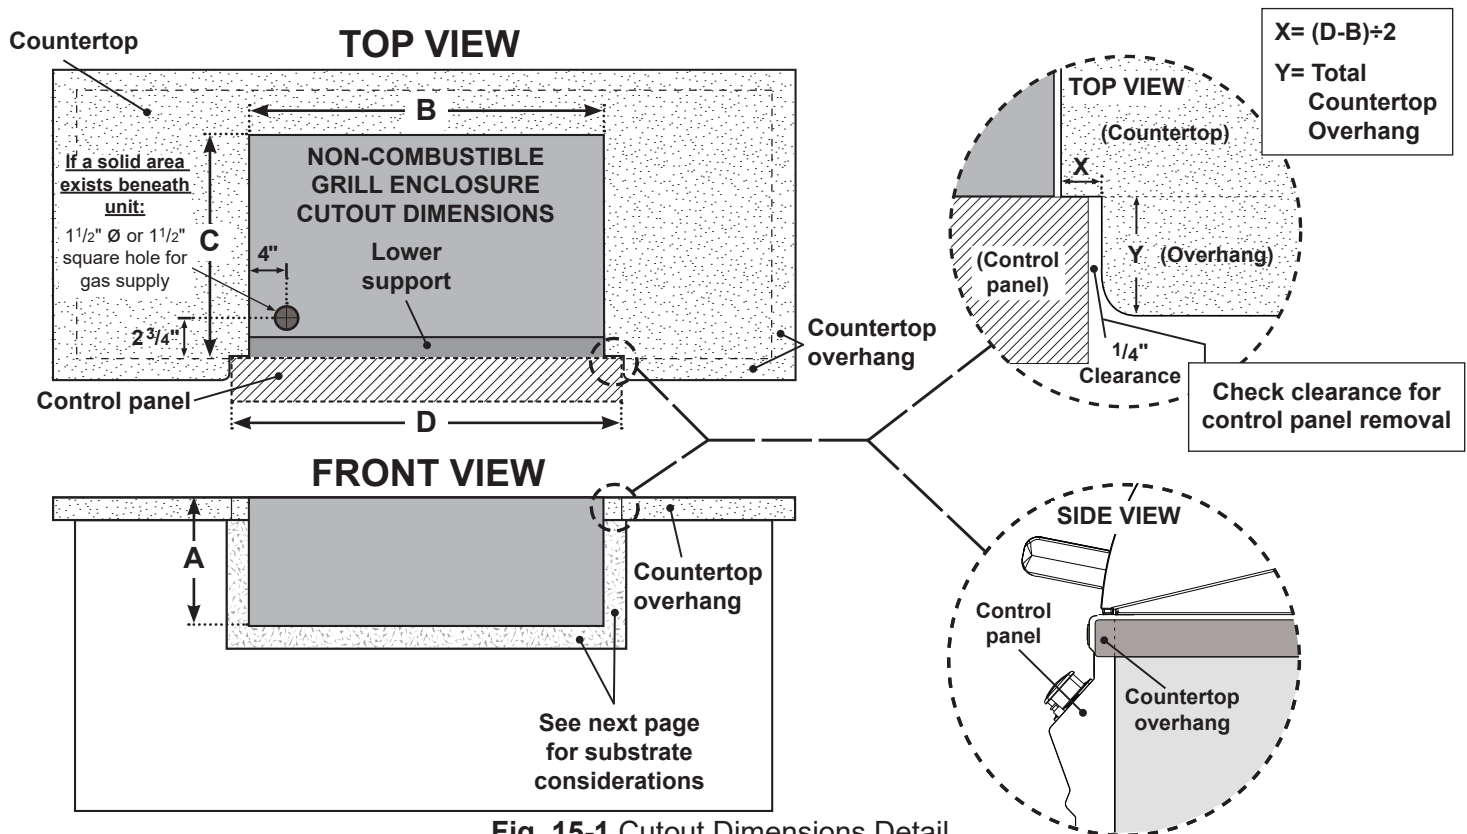 Countertop
TOP VIEW
B
If a solid area
exists beneath
unit:
1 1/2" Ø or 1 1/2"
square hole for
gas supply
C
NON-COMBUSTIBLE
GRILL ENCLOSURE
CUTOUT DIMENSIONS
4"
Lower
support
2 3/4"
Countertop
overhang
Control panel
D
X= (D-B)÷2
Y= Total
Countertop
Overhang
TOP VIEW
(Countertop)
X
(Control
panel)
Y
(Overhang)
1/4"
Clearance
Check clearance for
control panel removal
FRONT VIEW
A
Countertop
overhang
See next page
for substrate
considerations
SIDE VIEW
Control
panel
Countertop
overhang
Fig. 15-1 Cutout Dimensions Detail